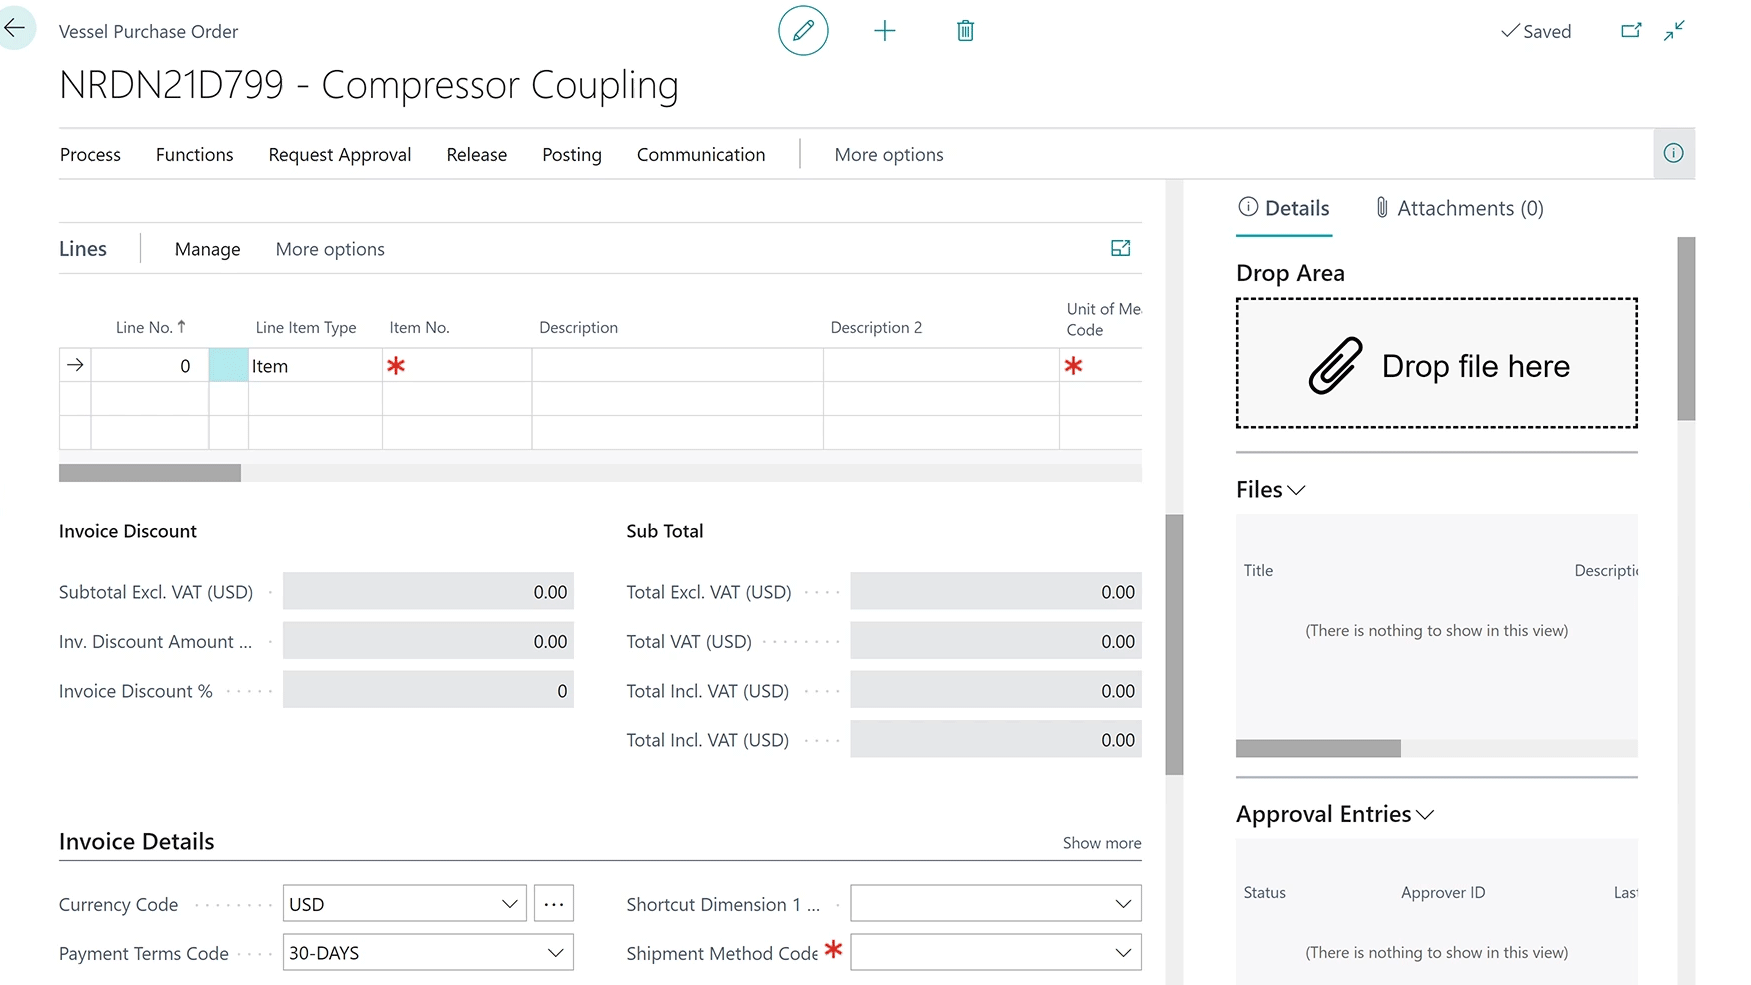 Vessel Purchase Order
Saved
NRDN21D799 - Compressor Coupling
Process Functions Request Approval Release Posting Communication More options
Details Attachments (0)
Lines Manage More options
Drop Area
Line No. ↑ Line Item Type Item No. Description Description 2 Unit of Me
Code
0 Item * *
Drop file here
Files
Invoice Discount Sub Total
Title Descriptio
Subtotal Excl. VAT (USD) 0.00 Total Excl. VAT (USD) 0.00
(There is nothing to show in this view)
Inv. Discount Amount ... 0.00 Total VAT (USD) 0.00
Invoice Discount % 0 Total Incl. VAT (USD) 0.00
Total Incl. VAT (USD) 0.00
Approval Entries
Invoice Details Show more
Status Approver ID Last
Currency Code USD ... Shortcut Dimension 1 ...
Payment Terms Code 30-DAYS Shipment Method Code *
(There is nothing to show in this view)